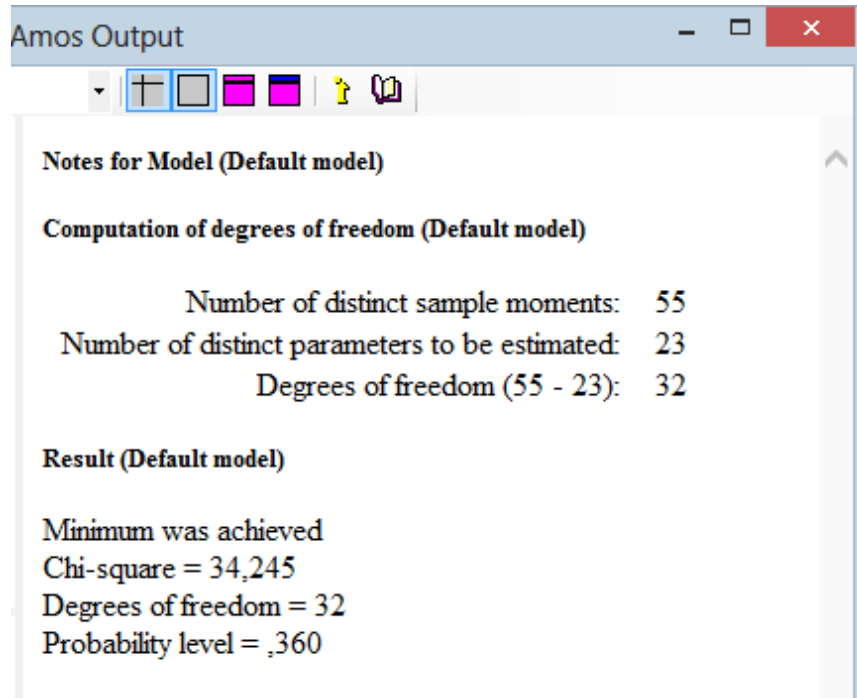 Amos Output
Notes for Model (Default model)
Computation of degrees of freedom (Default model)
Number of distinct sample moments: 55
Number of distinct parameters to be estimated: 23
Degrees of freedom (55 - 23): 32
Result (Default model)
Minimum was achieved
Chi-square = 34,245
Degrees of freedom = 32
Probability level = ,360